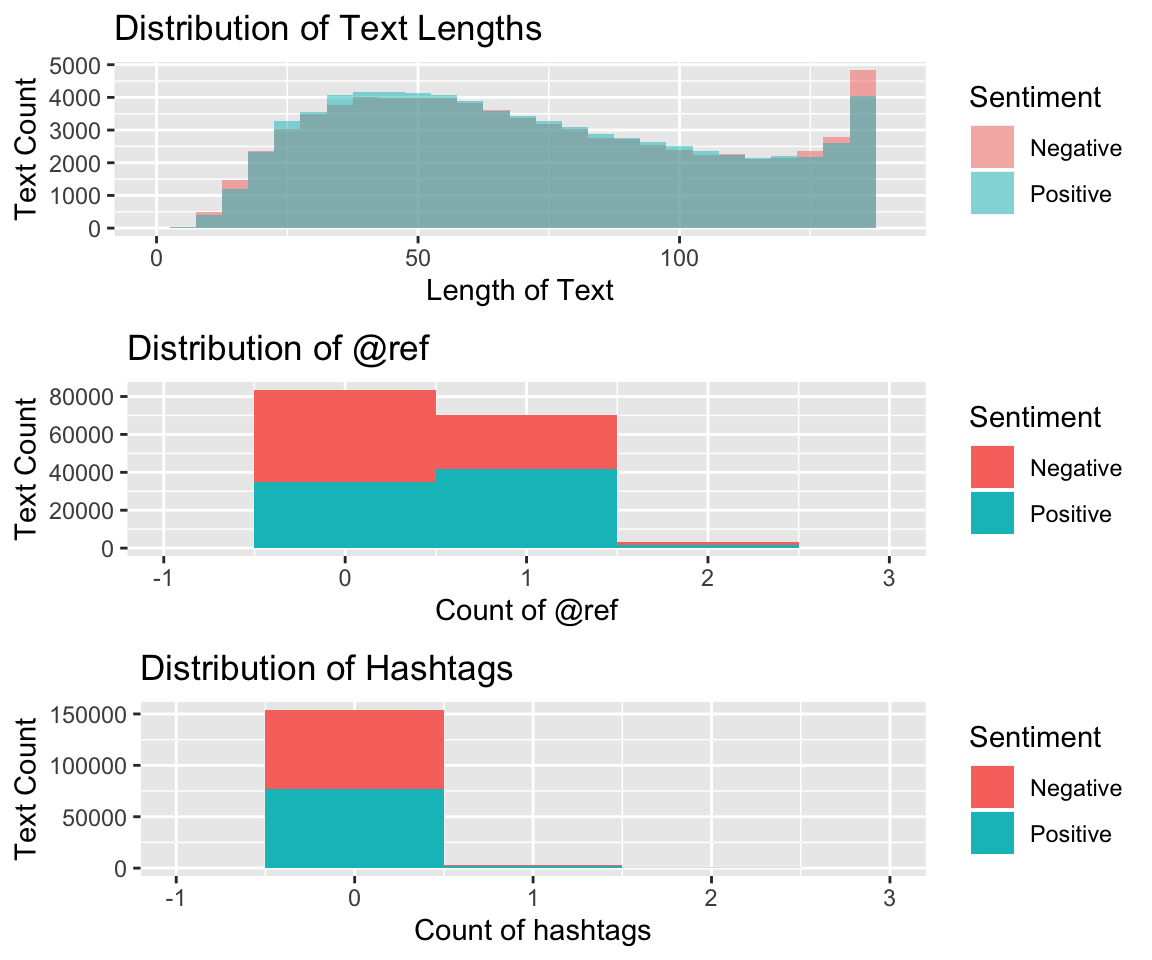 Distribution of Text Lengths
Text Count
5000
4000
3000
2000
1000
0
0 50 100
Length of Text
Sentiment
Negative
Positive
Distribution of @ref
Text Count
80000
60000
40000
20000
0
-1 0 1 2 3
Count of @ref
Sentiment
Negative
Positive
Distribution of Hashtags
Text Count
150000
100000
50000
0
-1 0 1 2 3
Count of hashtags
Sentiment
Negative
Positive